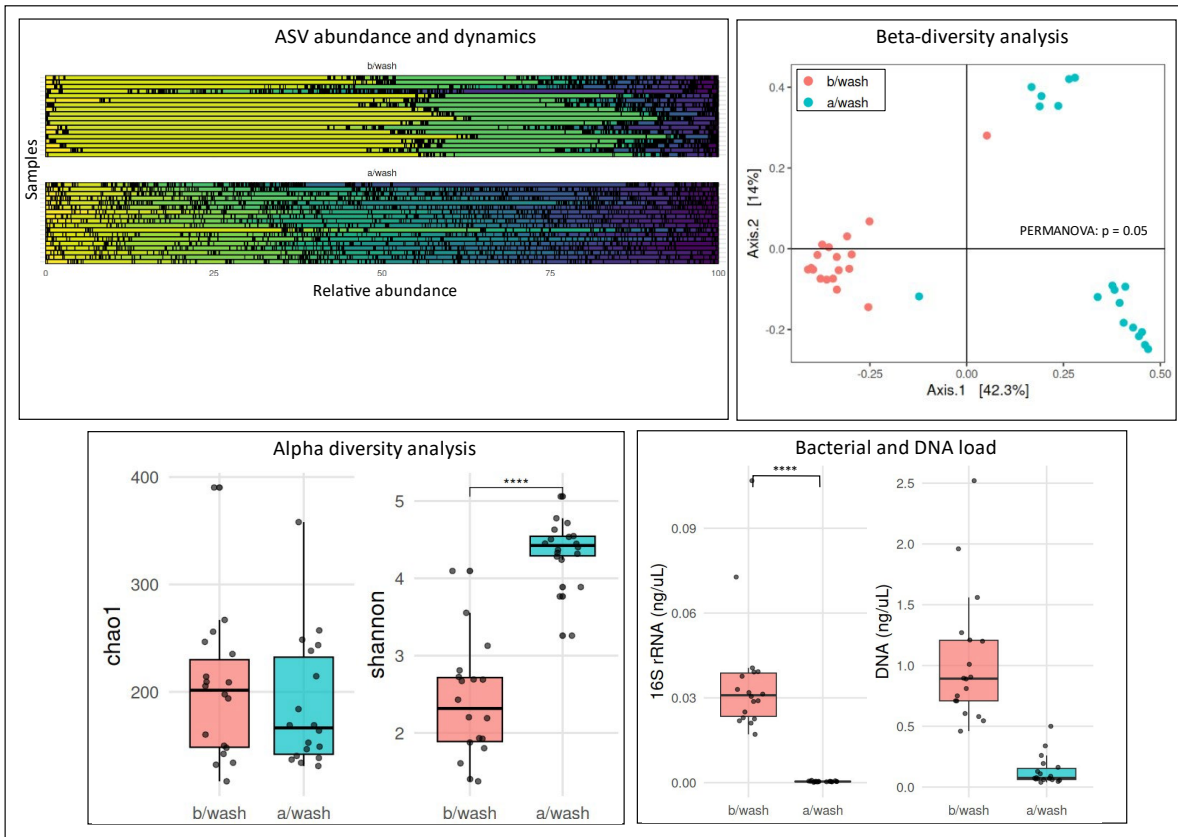 ASV abundance and dynamics
b/wash
Samples
a/wash
0 25 50 75 100
Relative abundance
Beta-diversity analysis
b/wash
a/wash
0.4
0.2
0.0
-0.2
Axis.2 [14%]
PERMANOVA: p = 0.05
-0.25 0.00 0.25 0.50
Axis.1 [42.3%]
Alpha diversity analysis
400
300
200
chao1
b/wash a/wash
****
5
4
3
2
shannon
b/wash a/wash
Bacterial and DNA load
****
0.09
0.06
0.03
0.00
16S rRNA (ng/uL)
b/wash a/wash
2.5
2.0
1.5
1.0
0.5
0.0
DNA (ng/uL)
b/wash a/wash